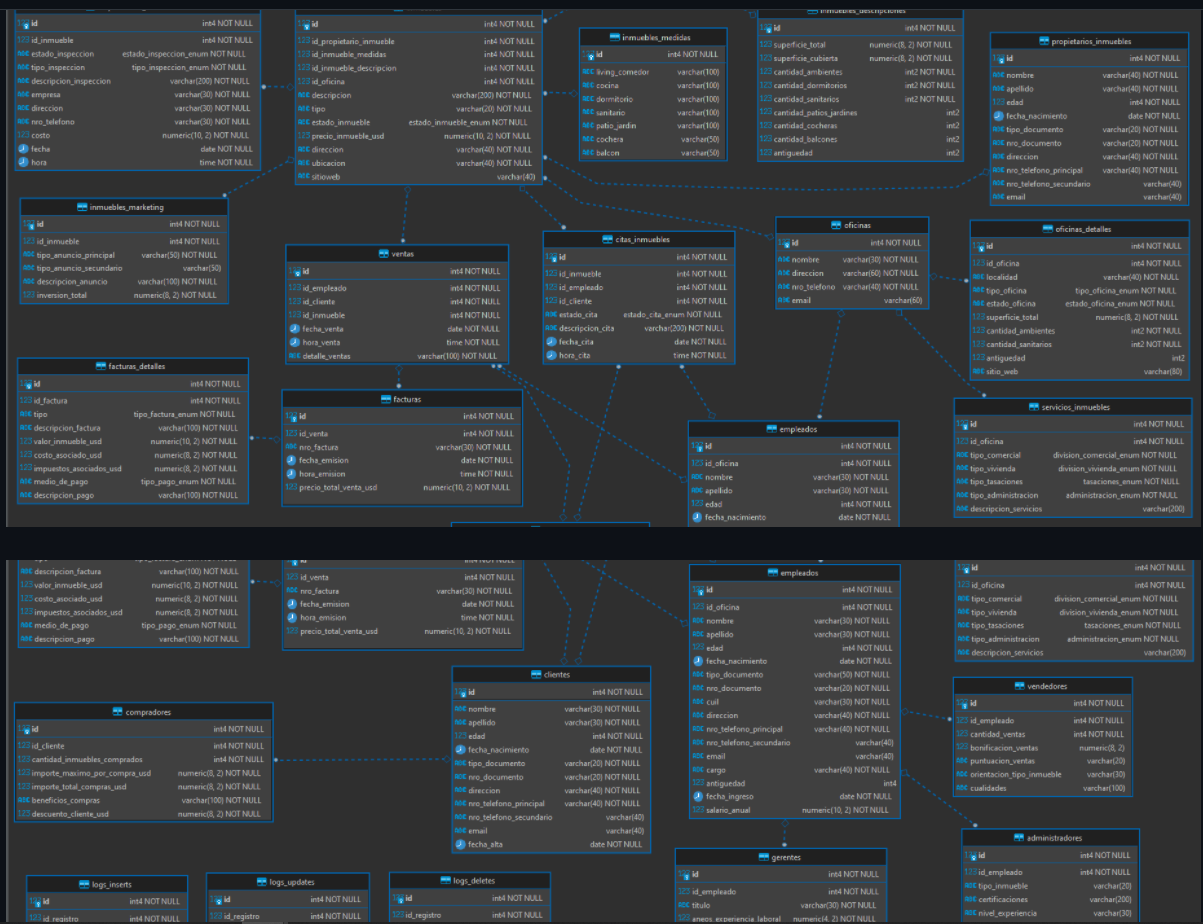 id int4 NOT NULL
id_inmueble int4 NOT NULL
estado_inspeccion estado_inspeccion_enum NOT NULL
tipo_inspeccion tipo_inspeccion_enum NOT NULL
descripcion_inspeccion varchar(200) NOT NULL
empresa varchar(30) NOT NULL
direccion varchar(30) NOT NULL
nro_telefono varchar(30) NOT NULL
costo numeric(10, 2) NOT NULL
fecha date NOT NULL
hora time NOT NULL
id int4 NOT NULL
id_propietario_inmueble int4 NOT NULL
id_inmueble_medidas int4 NOT NULL
id_inmueble_descripcion int4 NOT NULL
id_oficina int4 NOT NULL
descripcion varchar(200) NOT NULL
tipo varchar(20) NOT NULL
estado_inmueble estado_inmueble_enum NOT NULL
precio_inmueble_usd numeric(10, 2) NOT NULL
direccion varchar(40) NOT NULL
ubicacion varchar(40) NOT NULL
sitioweb varchar(40)
inmuebles_medidas
id int4 NOT NULL
living_comedor varchar(100)
cocina varchar(100)
dormitorio varchar(100)
sanitario varchar(100)
patio_jardin varchar(100)
cochera varchar(50)
balcon varchar(50)
inmuebles_descripciones
id int4 NOT NULL
superficie_total numeric(8, 2) NOT NULL
superficie_cubierta numeric(8, 2) NOT NULL
cantidad_ambientes int2 NOT NULL
cantidad_dormitorios int2 NOT NULL
cantidad_sanitarios int2 NOT NULL
cantidad_patios_jardines int2
cantidad_cocheras int2
cantidad_balcones int2
antiguedad int2
propietarios_inmuebles
id int4 NOT NULL
nombre varchar(40) NOT NULL
apellido varchar(40) NOT NULL
edad int4 NOT NULL
fecha_nacimiento date NOT NULL
tipo_documento varchar(20) NOT NULL
nro_documento varchar(20) NOT NULL
direccion varchar(40) NOT NULL
nro_telefono_principal varchar(40) NOT NULL
nro_telefono_secundario varchar(40)
email varchar(40)
inmuebles_marketing
id int4 NOT NULL
id_inmueble int4 NOT NULL
tipo_anuncio_principal varchar(50) NOT NULL
tipo_anuncio_secundario varchar(50)
descripcion_anuncio varchar(100) NOT NULL
inversion_total numeric(8, 2) NOT NULL
ventas
id int4 NOT NULL
id_empleado int4 NOT NULL
id_cliente int4 NOT NULL
id_inmueble int4 NOT NULL
fecha_venta date NOT NULL
hora_venta time NOT NULL
detalle_ventas varchar(100) NOT NULL
citas_inmuebles
id int4 NOT NULL
id_inmueble int4 NOT NULL
id_empleado int4 NOT NULL
id_cliente int4 NOT NULL
estado_cita estado_cita_enum NOT NULL
descripcion_cita varchar(200) NOT NULL
fecha_cita date NOT NULL
hora_cita time NOT NULL
oficinas
id int4 NOT NULL
nombre varchar(30) NOT NULL
direccion varchar(60) NOT NULL
nro_telefono varchar(40) NOT NULL
email varchar(60)
oficinas_detalles
id int4 NOT NULL
id_oficina int4 NOT NULL
localidad varchar(40) NOT NULL
tipo_oficina tipo_oficina_enum NOT NULL
estado_oficina estado_oficina_enum NOT NULL
superficie_total numeric(8, 2) NOT NULL
cantidad_ambientes int2 NOT NULL
cantidad_sanitarios int2 NOT NULL
antiguedad int2
sitio_web varchar(80)
facturas_detalles
id int4 NOT NULL
id_factura int4 NOT NULL
tipo tipo_factura_enum NOT NULL
descripcion_factura varchar(100) NOT NULL
valor_inmueble_usd numeric(10, 2) NOT NULL
costo_asociado_usd numeric(8, 2) NOT NULL
impuestos_asociados_usd numeric(8, 2) NOT NULL
medio_de_pago tipo_pago_enum NOT NULL
descripcion_pago varchar(100) NOT NULL
facturas
id int4 NOT NULL
id_venta int4 NOT NULL
nro_factura varchar(30) NOT NULL
fecha_emision date NOT NULL
hora_emision time NOT NULL
precio_total_venta_usd numeric(10, 2) NOT NULL
empleados
id int4 NOT NULL
id_oficina int4 NOT NULL
nombre varchar(30) NOT NULL
apellido varchar(30) NOT NULL
edad int4 NOT NULL
fecha_nacimiento date NOT NULL
servicios_inmuebles
id int4 NOT NULL
id_oficina int4 NOT NULL
tipo_comercial division_comercial_enum NOT NULL
tipo_vivienda division_vivienda_enum NOT NULL
tipo_tasaciones tasaciones_enum NOT NULL
tipo_administracion administracion_enum NOT NULL
descripcion_servicios varchar(200)
descripcion_factura varchar(100) NOT NULL
valor_inmueble_usd numeric(10, 2) NOT NULL
costo_asociado_usd numeric(8, 2) NOT NULL
impuestos_asociados_usd numeric(8, 2) NOT NULL
medio_de_pago tipo_pago_enum NOT NULL
descripcion_pago varchar(100) NOT NULL
id_venta int4 NOT NULL
nro_factura varchar(30) NOT NULL
fecha_emision date NOT NULL
hora_emision time NOT NULL
precio_total_venta_usd numeric(10, 2) NOT NULL
empleados
id int4 NOT NULL
id_oficina int4 NOT NULL
nombre varchar(30) NOT NULL
apellido varchar(30) NOT NULL
edad int4 NOT NULL
fecha_nacimiento date NOT NULL
tipo_documento varchar(50) NOT NULL
nro_documento varchar(20) NOT NULL
cuil varchar(30) NOT NULL
direccion varchar(40) NOT NULL
nro_telefono_principal varchar(40) NOT NULL
nro_telefono_secundario varchar(40)
email varchar(40)
cargo varchar(40) NOT NULL
antiguedad int4
fecha_ingreso date NOT NULL
salario_anual numeric(10, 2) NOT NULL
id int4 NOT NULL
id_oficina int4 NOT NULL
tipo_comercial division_comercial_enum NOT NULL
tipo_vivienda division_vivienda_enum NOT NULL
tipo_tasaciones tasaciones_enum NOT NULL
tipo_administracion administracion_enum NOT NULL
descripcion_servicios varchar(200)
clientes
id int4 NOT NULL
nombre varchar(30) NOT NULL
apellido varchar(30) NOT NULL
edad int4 NOT NULL
fecha_nacimiento date NOT NULL
tipo_documento varchar(20) NOT NULL
nro_documento varchar(20) NOT NULL
direccion varchar(40) NOT NULL
nro_telefono_principal varchar(40) NOT NULL
nro_telefono_secundario varchar(40)
email varchar(40)
fecha_alta date NOT NULL
vendedores
id int4 NOT NULL
id_empleado int4 NOT NULL
cantidad_ventas int4 NOT NULL
bonificacion_ventas numeric(8, 2)
puntuacion_ventas varchar(20)
orientacion_tipo_inmueble varchar(30)
cualidades varchar(100)
compradores
id int4 NOT NULL
id_cliente int4 NOT NULL
cantidad_inmuebles_comprados int4 NOT NULL
importe_maximo_por_compra_usd numeric(8, 2) NOT NULL
importe_total_compras_usd numeric(8, 2) NOT NULL
beneficios_compras varchar(100) NOT NULL
descuento_cliente_usd numeric(8, 2) NOT NULL
administradores
id int4 NOT NULL
id_empleado int4 NOT NULL
tipo_inmueble varchar(20)
certificaciones varchar(200)
nivel_experiencia varchar(40)
gerentes
id int4 NOT NULL
id_empleado int4 NOT NULL
titulo varchar(30) NOT NULL
aneos_experiencia_laboral numeric(4, 2) NOT NULL
logs_inserts
id int4 NOT NULL
id_registro int4 NOT NULL
logs_updates
id int4 NOT NULL
id_registro int4 NOT NULL
logs_deletes
id int4 NOT NULL
id_registro int4 NOT NULL